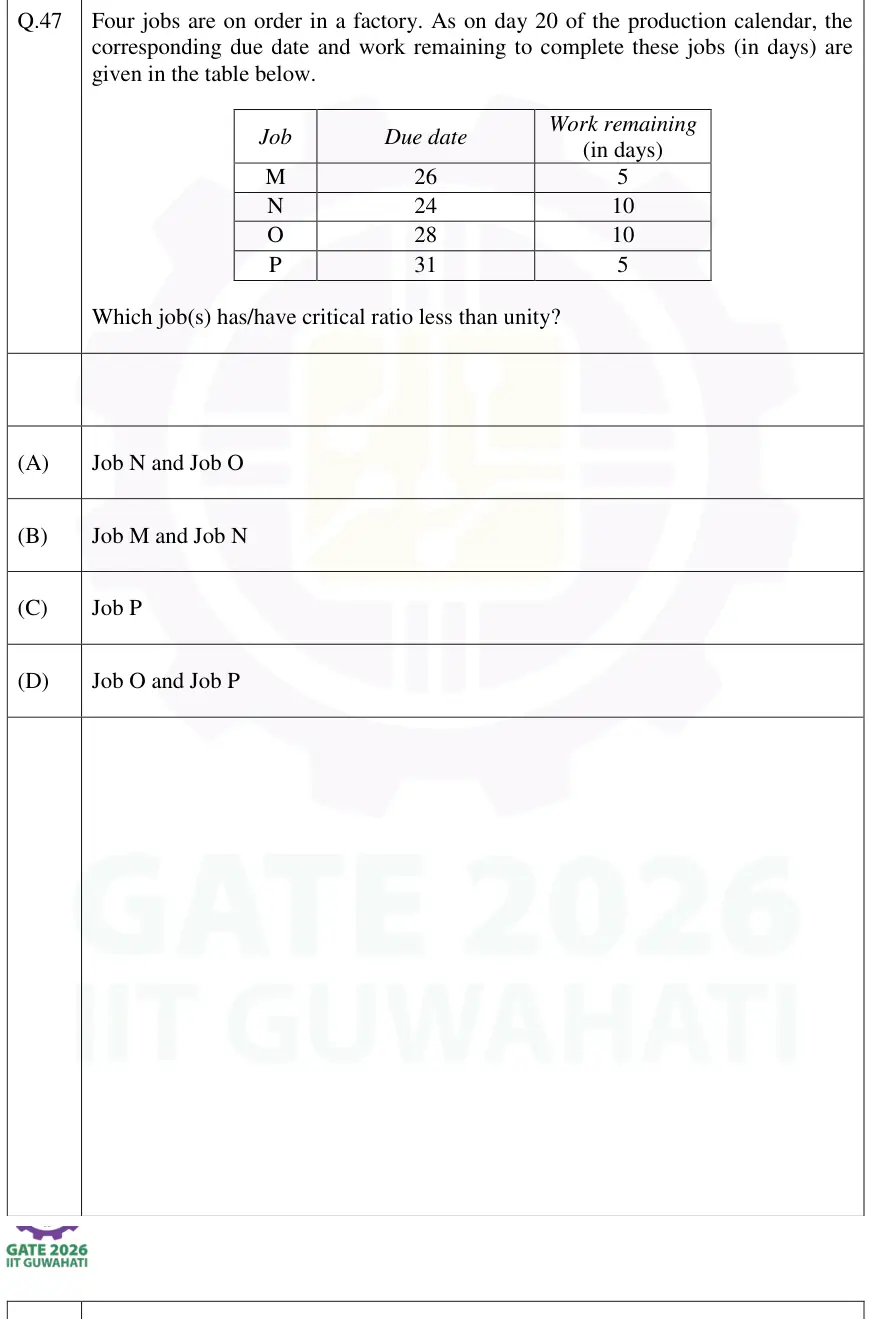 Q.47 Four jobs are on order in a factory. As on day 20 of the production calendar, the
corresponding due date and work remaining to complete these jobs (in days) are
given in the table below.
Job Due date Work remaining
(in days)
M 26 5
N 24 10
O 28 10
P 31 5
Which job(s) has/have critical ratio less than unity?
(A) Job N and Job O
(B) Job M and Job N
(C) Job P
(D) Job O and Job P
GATE 2026
IIT GUWAHATI
GATE 2026
IIT GUWAHATI